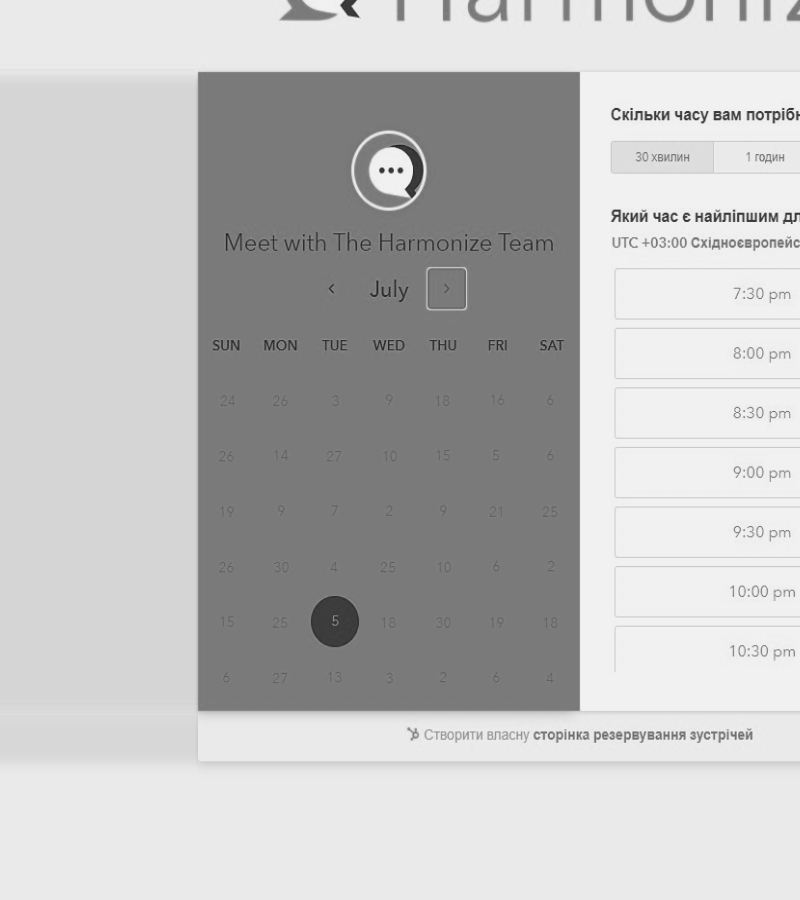 Harmoniz
Meet with The Harmonize Team
July
SUN MON TUE WED THU FRI SAT
24 26 3 9 18 16 6
26 14 27 10 15 5 6
19 9 7 2 9 21 25
26 30 4 25 10 6 2
15 25 5 18 30 19 18
6 27 13 3 2 6 4
Скільки часу вам потрібн
30 хвилин 1 годин
Який час є найліпшим дл
UTC +03:00 Східноєвропейс
7:30 pm
8:00 pm
8:30 pm
9:00 pm
9:30 pm
10:00 pm
10:30 pm
Створити власну сторінка резервування зустрічей